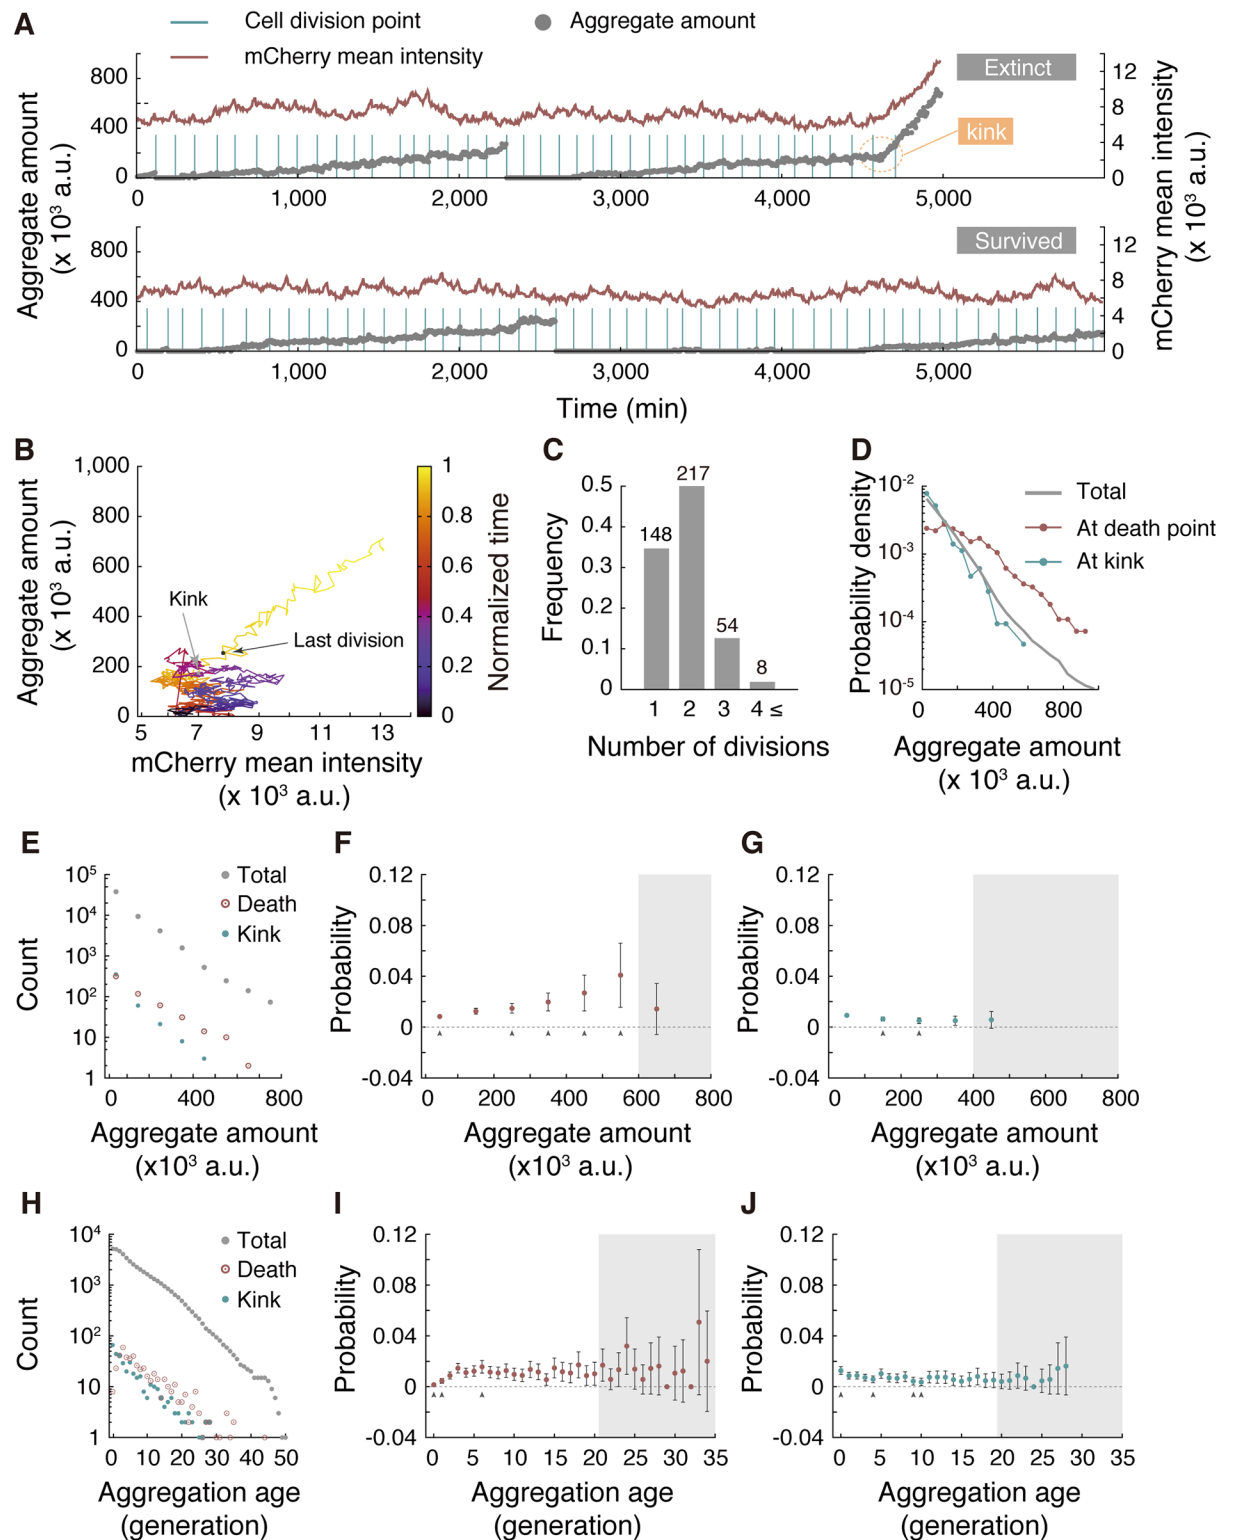 A
Cell division point
Aggregate amount
mCherry mean intensity
Extinct
kink
Aggregate amount
(x 10³ a.u.)
800
400
0
12
8
4
0
mCherry mean intensity
(x 10³ a.u.)
0 1,000 2,000 3,000 4,000 5,000
Survived
Aggregate amount
(x 10³ a.u.)
800
400
0
12
8
4
0
0 1,000 2,000 3,000 4,000 5,000
Time (min)
B
Aggregate amount
(x 10³ a.u.)
1,000
800
600
400
200
0
Kink
Last division
5 7 9 11 13
mCherry mean intensity
(x 10³ a.u.)
1
0.8
0.6
0.4
0.2
0
Normalized time
C
Frequency
0.5
0.4
0.3
0.2
0.1
0
148
217
54
8
1 2 3 4 ≤
Number of divisions
D
Probability density
10⁻²
10⁻³
10⁻⁴
10⁻⁵
Total
At death point
At kink
0 400 800
Aggregate amount
(x 10³ a.u.)
E
Count
10⁵
10⁴
10³
10²
10
1
Total
Death
Kink
0 400 800
Aggregate amount
(x10³ a.u.)
F
Probability
0.12
0.08
0.04
0
-0.04
0 200 400 600 800
Aggregate amount
(x10³ a.u.)
G
Probability
0.12
0.08
0.04
0
-0.04
0 200 400 600 800
Aggregate amount
(x10³ a.u.)
H
Count
10⁴
10³
10²
10
1
Total
Death
Kink
0 10 20 30 40 50
Aggregation age
(generation)
I
Probability
0.12
0.08
0.04
0
-0.04
0 5 10 15 20 25 30 35
Aggregation age
(generation)
J
Probability
0.12
0.08
0.04
0
-0.04
0 5 10 15 20 25 30 35
Aggregation age
(generation)